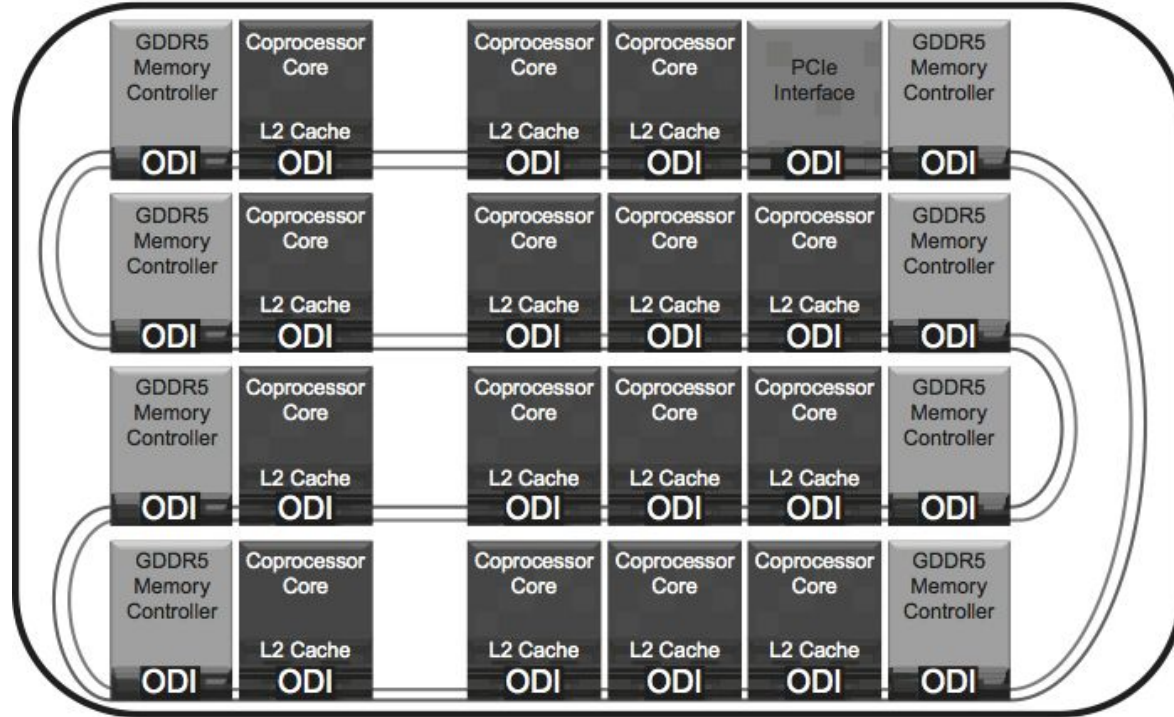 GDDR5
Memory
Controller
ODI
Coprocessor
Core
L2 Cache
ODI
Coprocessor
Core
L2 Cache
ODI
Coprocessor
Core
L2 Cache
ODI
PCIe
Interface
ODI
GDDR5
Memory
Controller
ODI
GDDR5
Memory
Controller
ODI
Coprocessor
Core
L2 Cache
ODI
Coprocessor
Core
L2 Cache
ODI
Coprocessor
Core
L2 Cache
ODI
Coprocessor
Core
L2 Cache
ODI
GDDR5
Memory
Controller
ODI
GDDR5
Memory
Controller
ODI
Coprocessor
Core
L2 Cache
ODI
Coprocessor
Core
L2 Cache
ODI
Coprocessor
Core
L2 Cache
ODI
Coprocessor
Core
L2 Cache
ODI
GDDR5
Memory
Controller
ODI
GDDR5
Memory
Controller
ODI
Coprocessor
Core
L2 Cache
ODI
Coprocessor
Core
L2 Cache
ODI
Coprocessor
Core
L2 Cache
ODI
Coprocessor
Core
L2 Cache
ODI
GDDR5
Memory
Controller
ODI